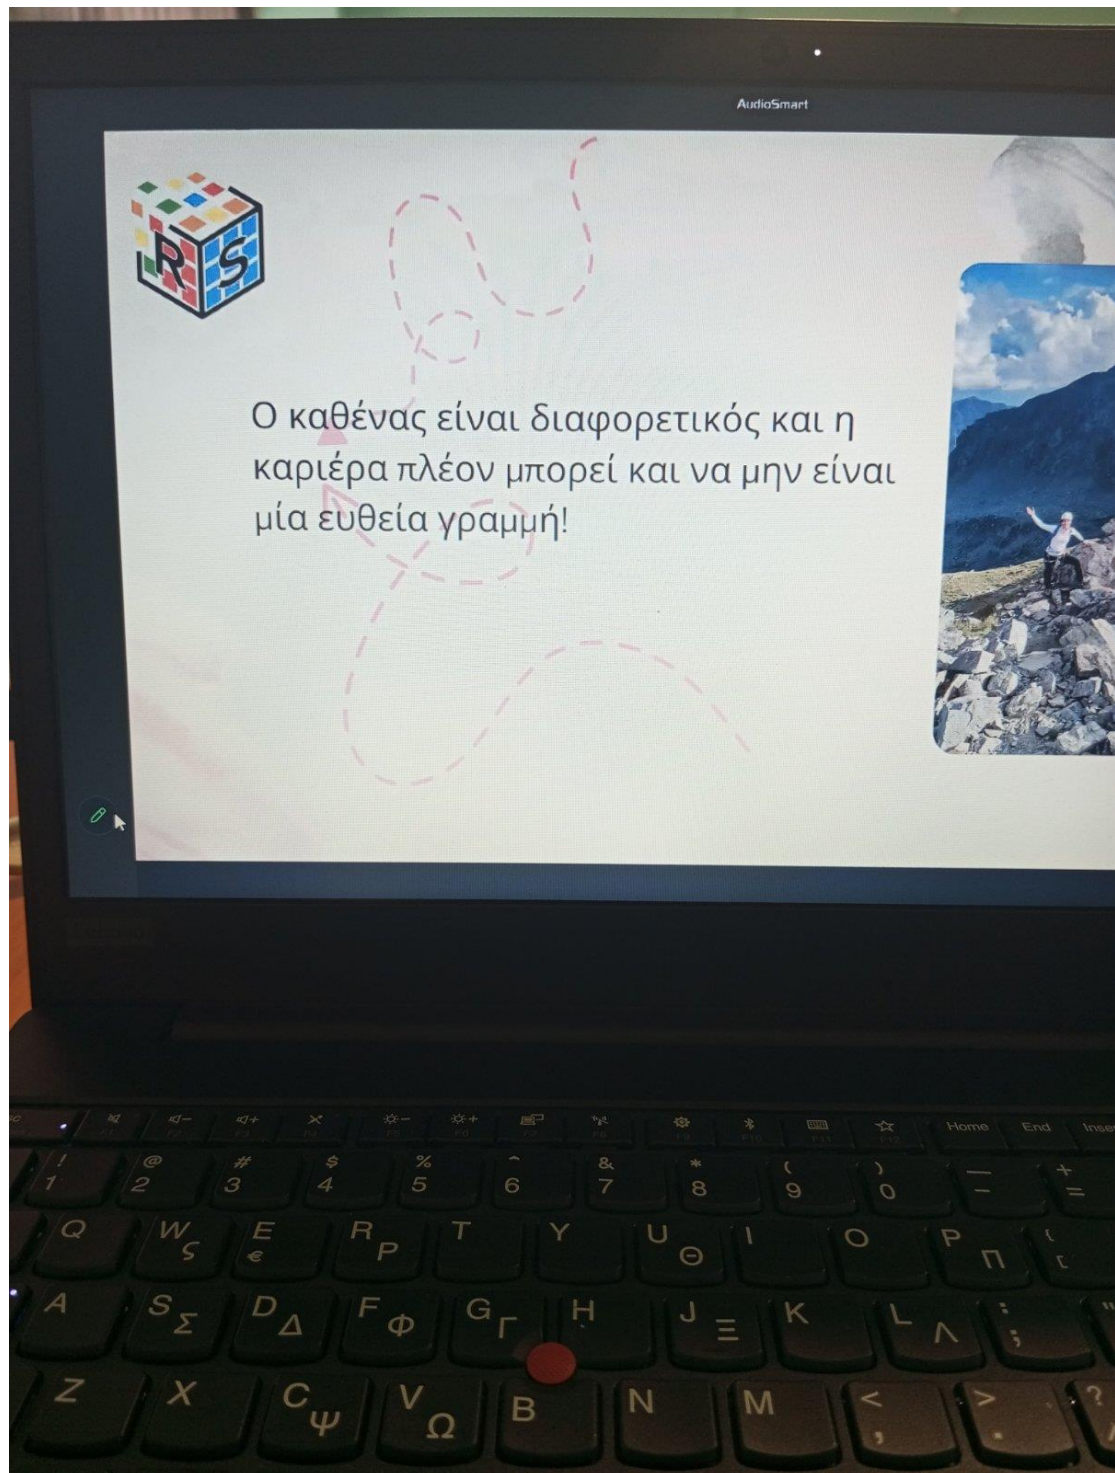 AudioSmart
R S
Ο καθένας είναι διαφορετικός και η
καριέρα πλέον μπορεί και να μην είναι
μία ευθεία γραμμή!
Home End Inse
! 1 @ 2 # 3 $ 4 % 5 ^ 6 & 7 * 8 ( 9 ) 0 — - + =
Q W ς E € R Ρ T Y U Θ I O P Π { [
A S Σ D Δ F Φ G Γ H J Ξ K L Λ : ;
Z X C Ψ V Ω B N M < , > . ?